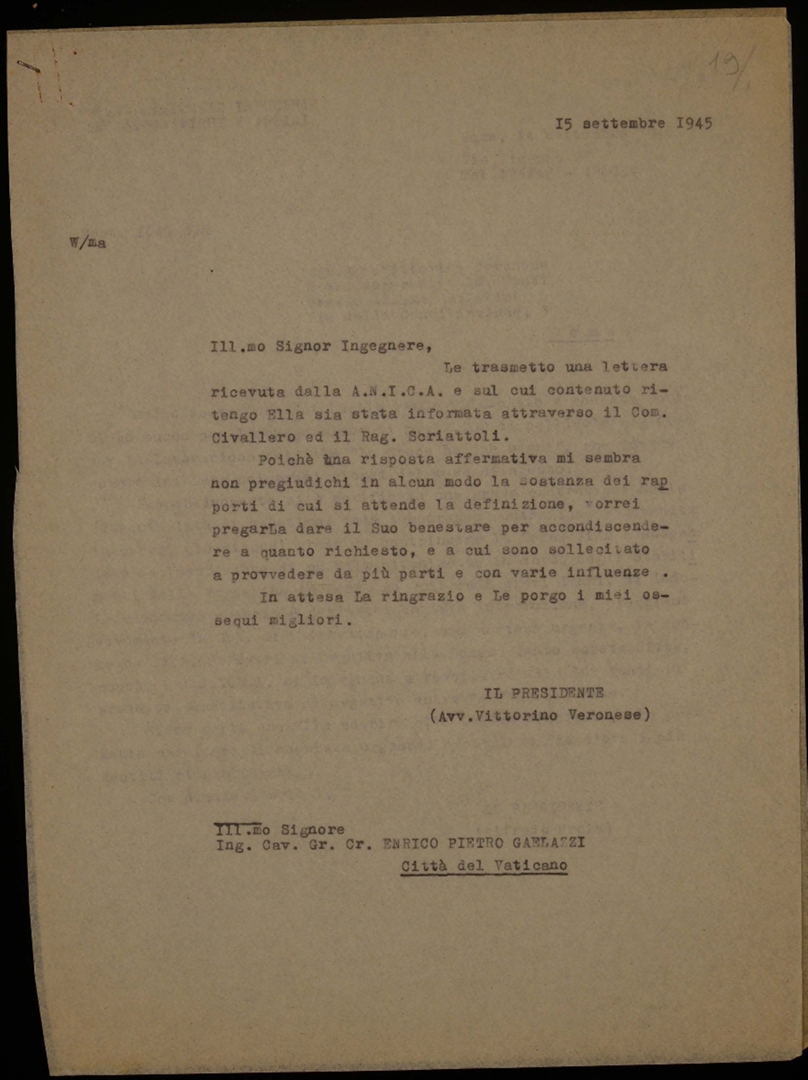 19/
15 settembre 1945
W/ma
Ill.mo Signor Ingegnere,
Le trasmetto una lettera
ricevuta dalla A.N.I.C.A. e sul cui contenuto ri-
tengo Ella sia stata informata attraverso il Com.
Civallero ed il Rag. Scriattoli.
Poichè una risposta affermativa mi sembra
non pregiudichi in alcun modo la sostanza dei rap
porti di cui si attende la definizione, vorrei
pregarLa dare il Suo benestare per accondiscende-
re a quanto richiesto, e a cui sono sollecitato
a provvedere da più parti e con varie influenze .
In attesa La ringrazio e Le porgo i miei os-
sequi migliori.
IL PRESIDENTE
(Avv.Vittorino Veronese)
Ill.mo Signore
Ing. Cav. Gr. Cr. ENRICO PIETRO GAELAZZI
Città del Vaticano